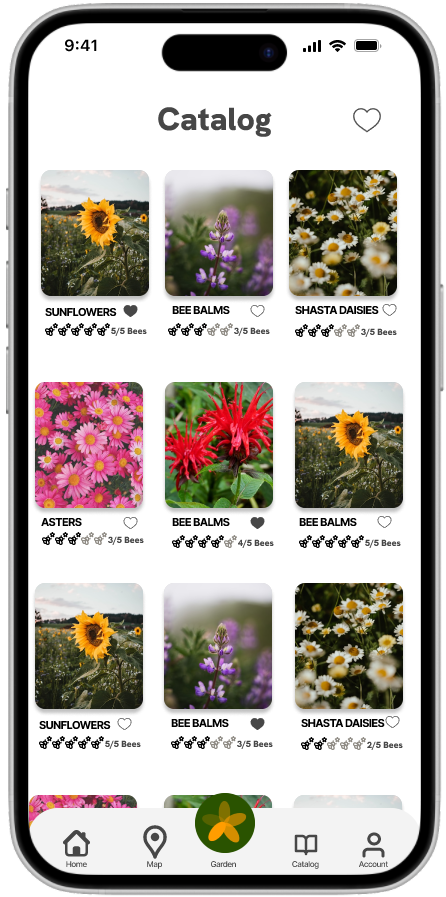 9:41
Catalog
SUNFLOWERS
5/5 Bees
BEE BALMS
3/5 Bees
SHASTA DAISIES
3/5 Bees
ASTERS
3/5 Bees
BEE BALMS
4/5 Bees
BEE BALMS
5/5 Bees
SUNFLOWERS
5/5 Bees
BEE BALMS
3/5 Bees
SHASTA DAISIES
2/5 Bees
Home
Map
Garden
Catalog
Account